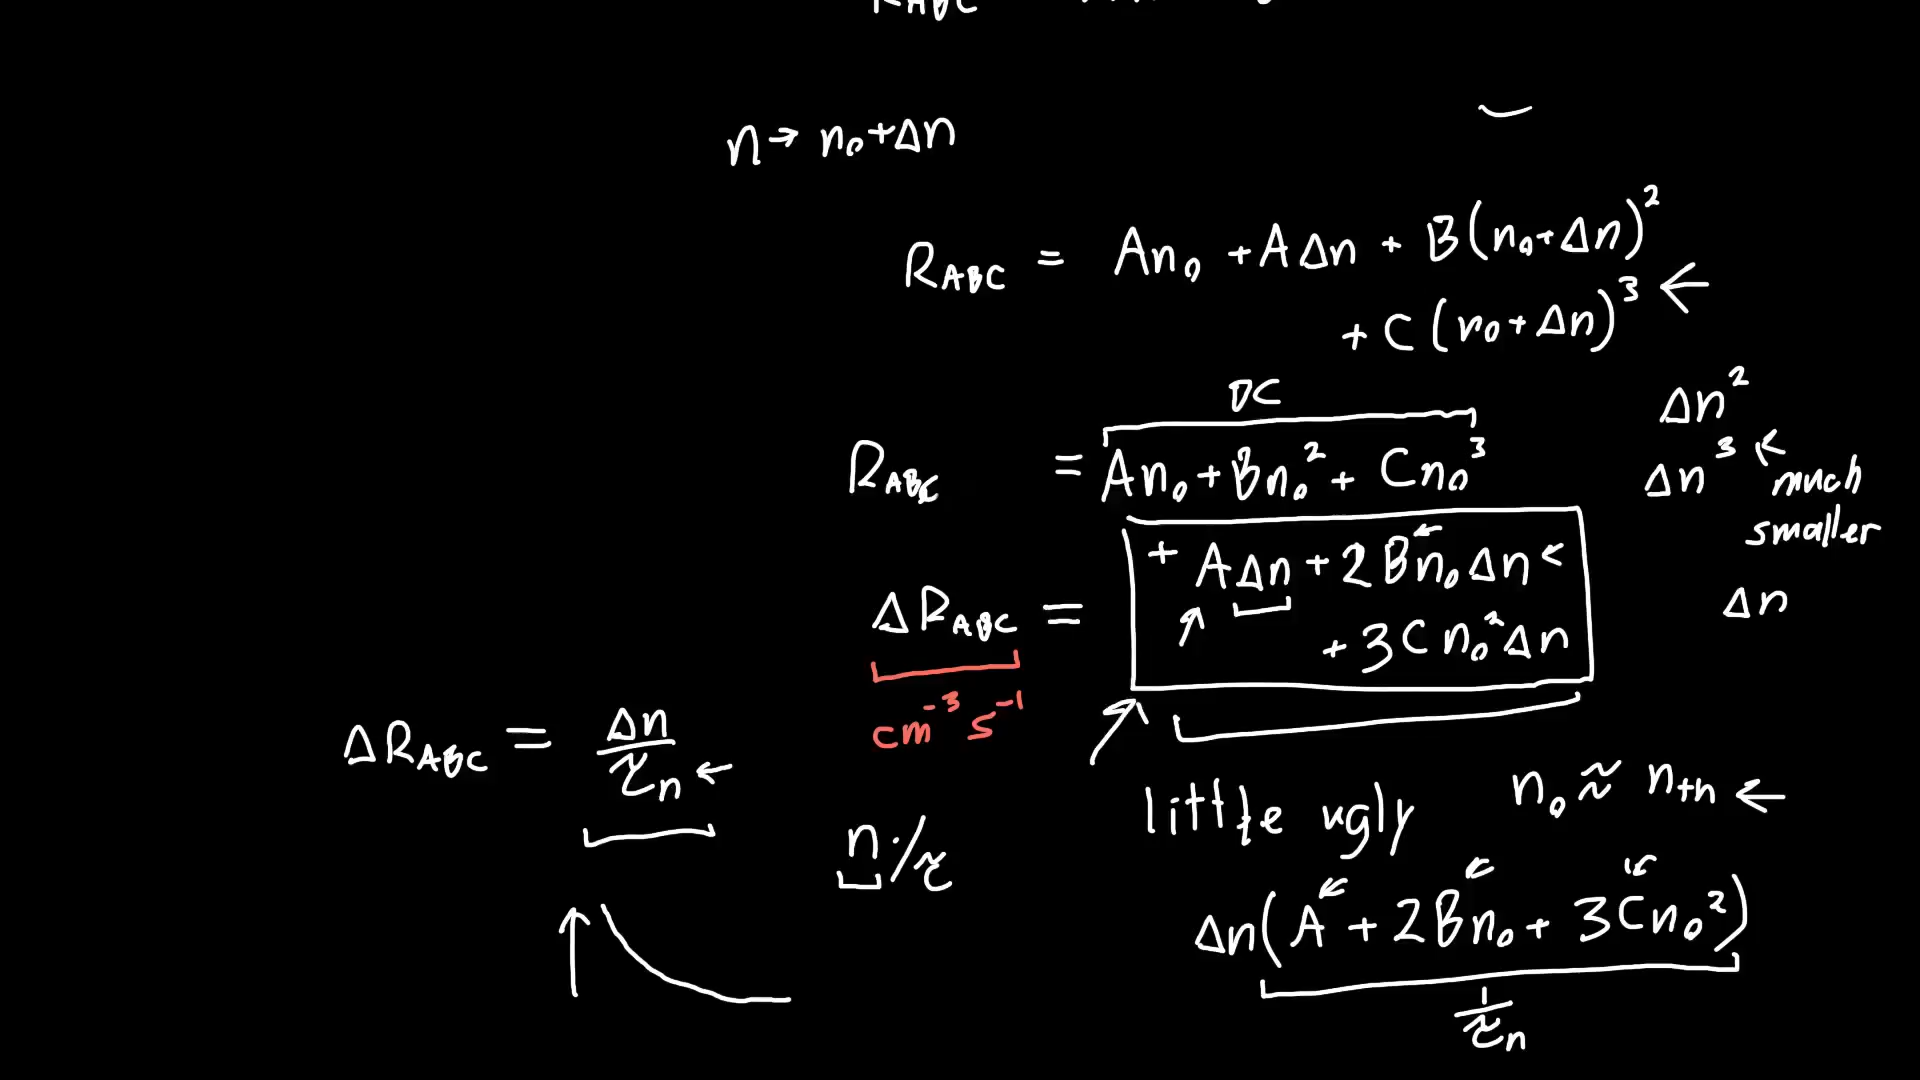 R_ABC
n → n₀+Δn
R_ABC = An₀ + AΔn + B(n₀+Δn)²
+ C(n₀+Δn)³ ←
DC
Δn²
R_ABC = An₀ + Bn₀² + Cn₀³
Δn³ ← much
smaller
+ AΔn + 2Bn₀Δn ←
ΔR_ABC =
Δn
+ 3Cn₀²Δn
cm⁻³ s⁻¹
ΔR_ABC = Δn/τₙ ←
little ugly
n₀ ≈ n_th ←
n·/τ
Δn(A + 2Bn₀ + 3Cn₀²)
1/τₙ